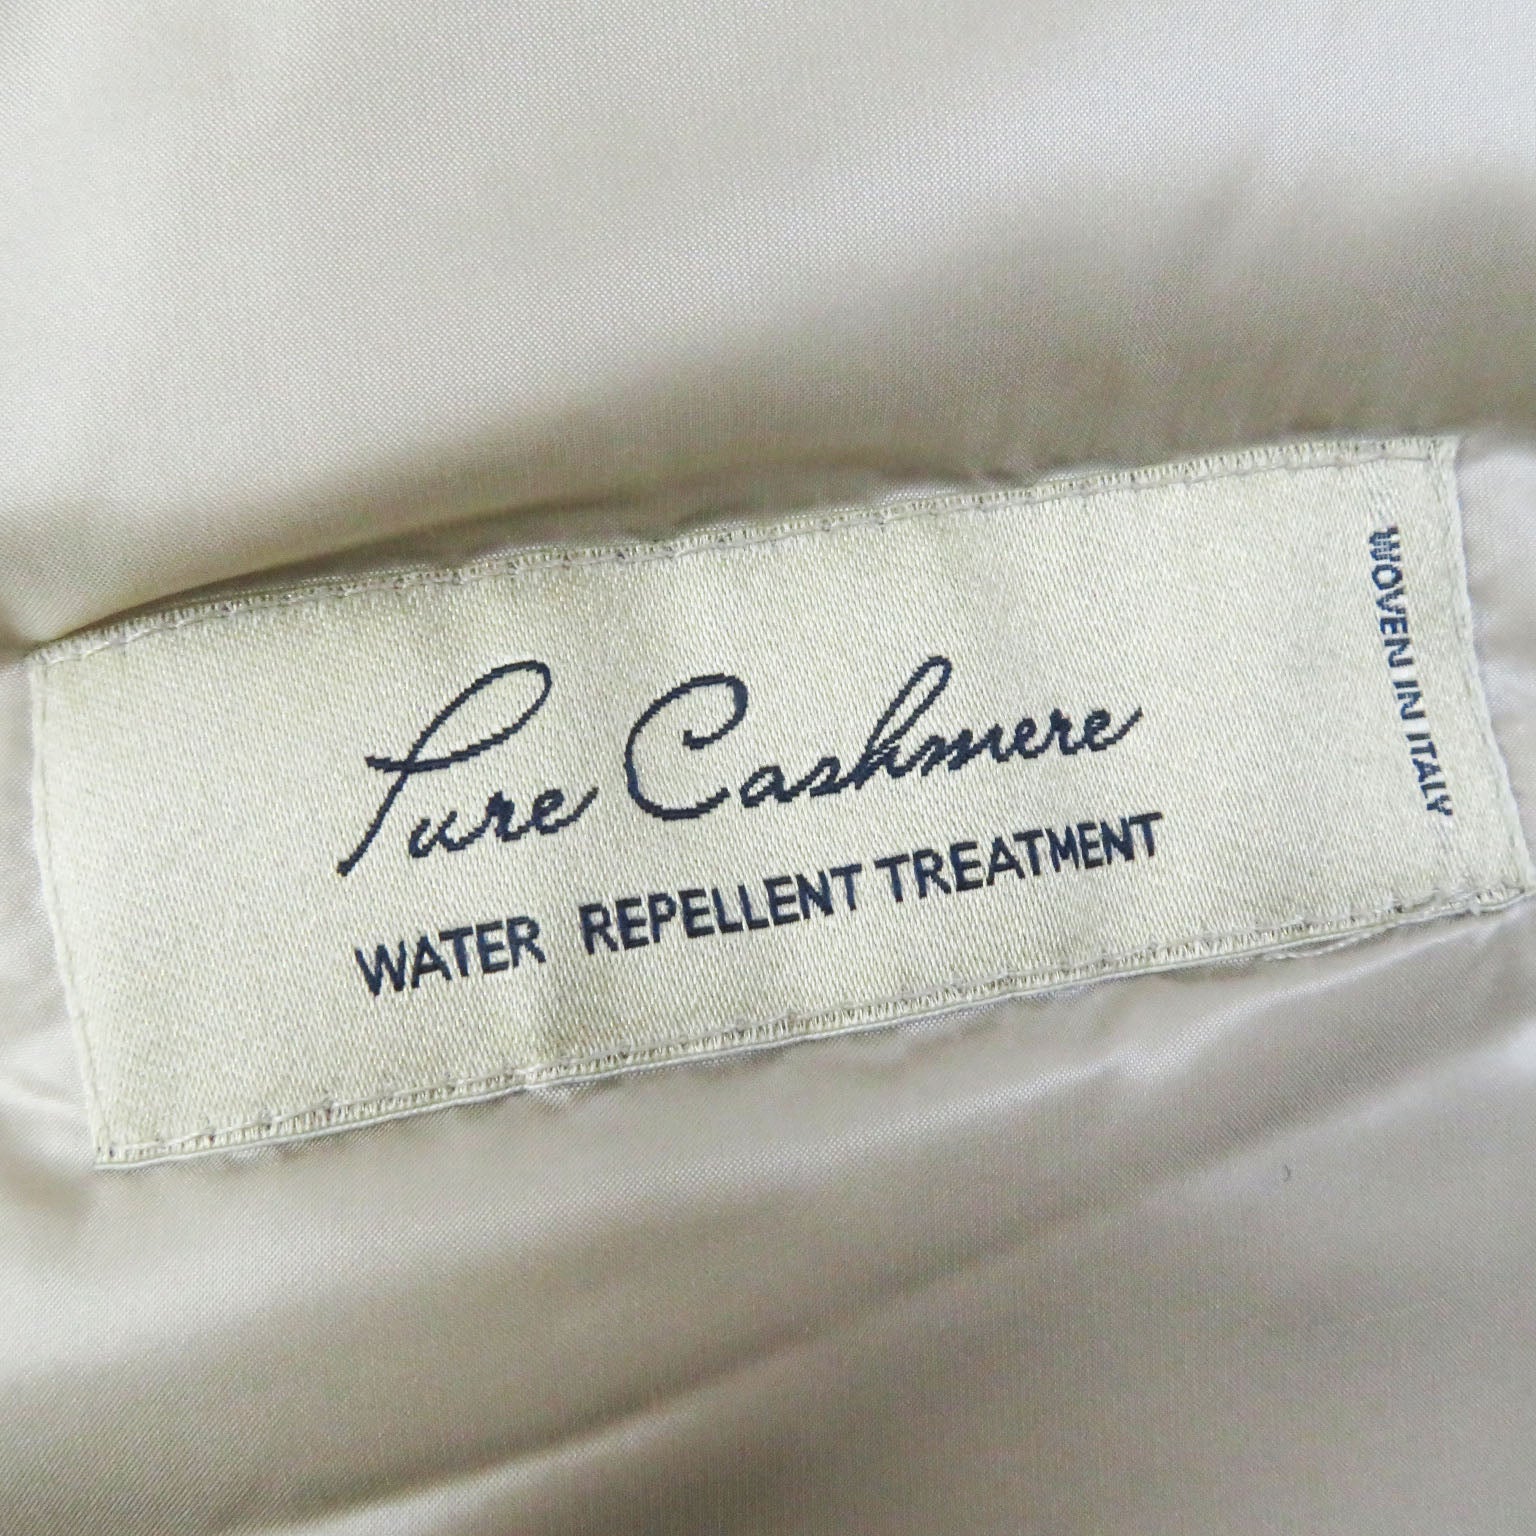 Pure Cashmere
WATER REPELLENT TREATMENT
WOVEN IN ITALY